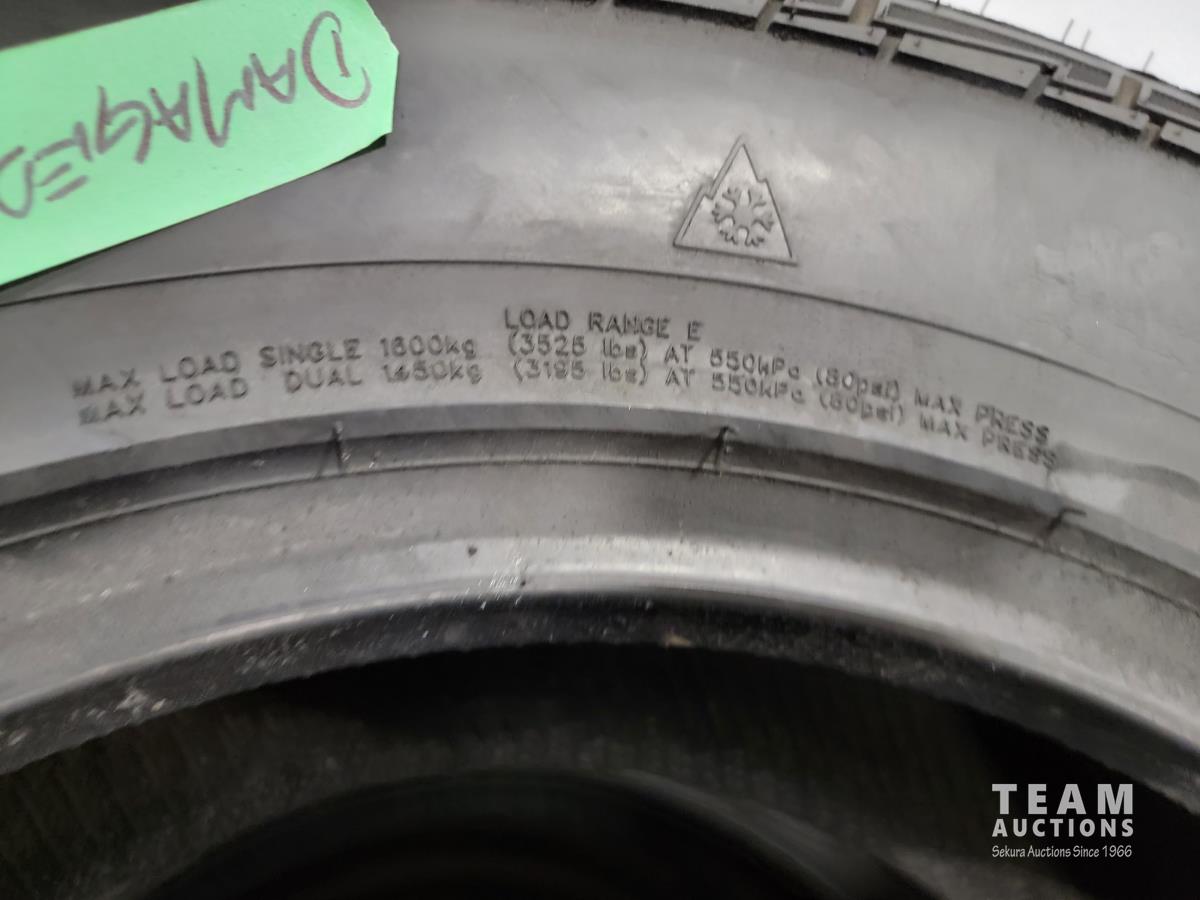 DAMAGED
LOAD RANGE E
MAX LOAD SINGLE 1600kg (3525 lbs) AT 550kPa (80psi) MAX PRESS
MAX LOAD DUAL 1450kg (3195 lbs) AT 550kPa (80psi) MAX PRESS
TEAM
AUCTIONS
Sekura Auctions Since 1966